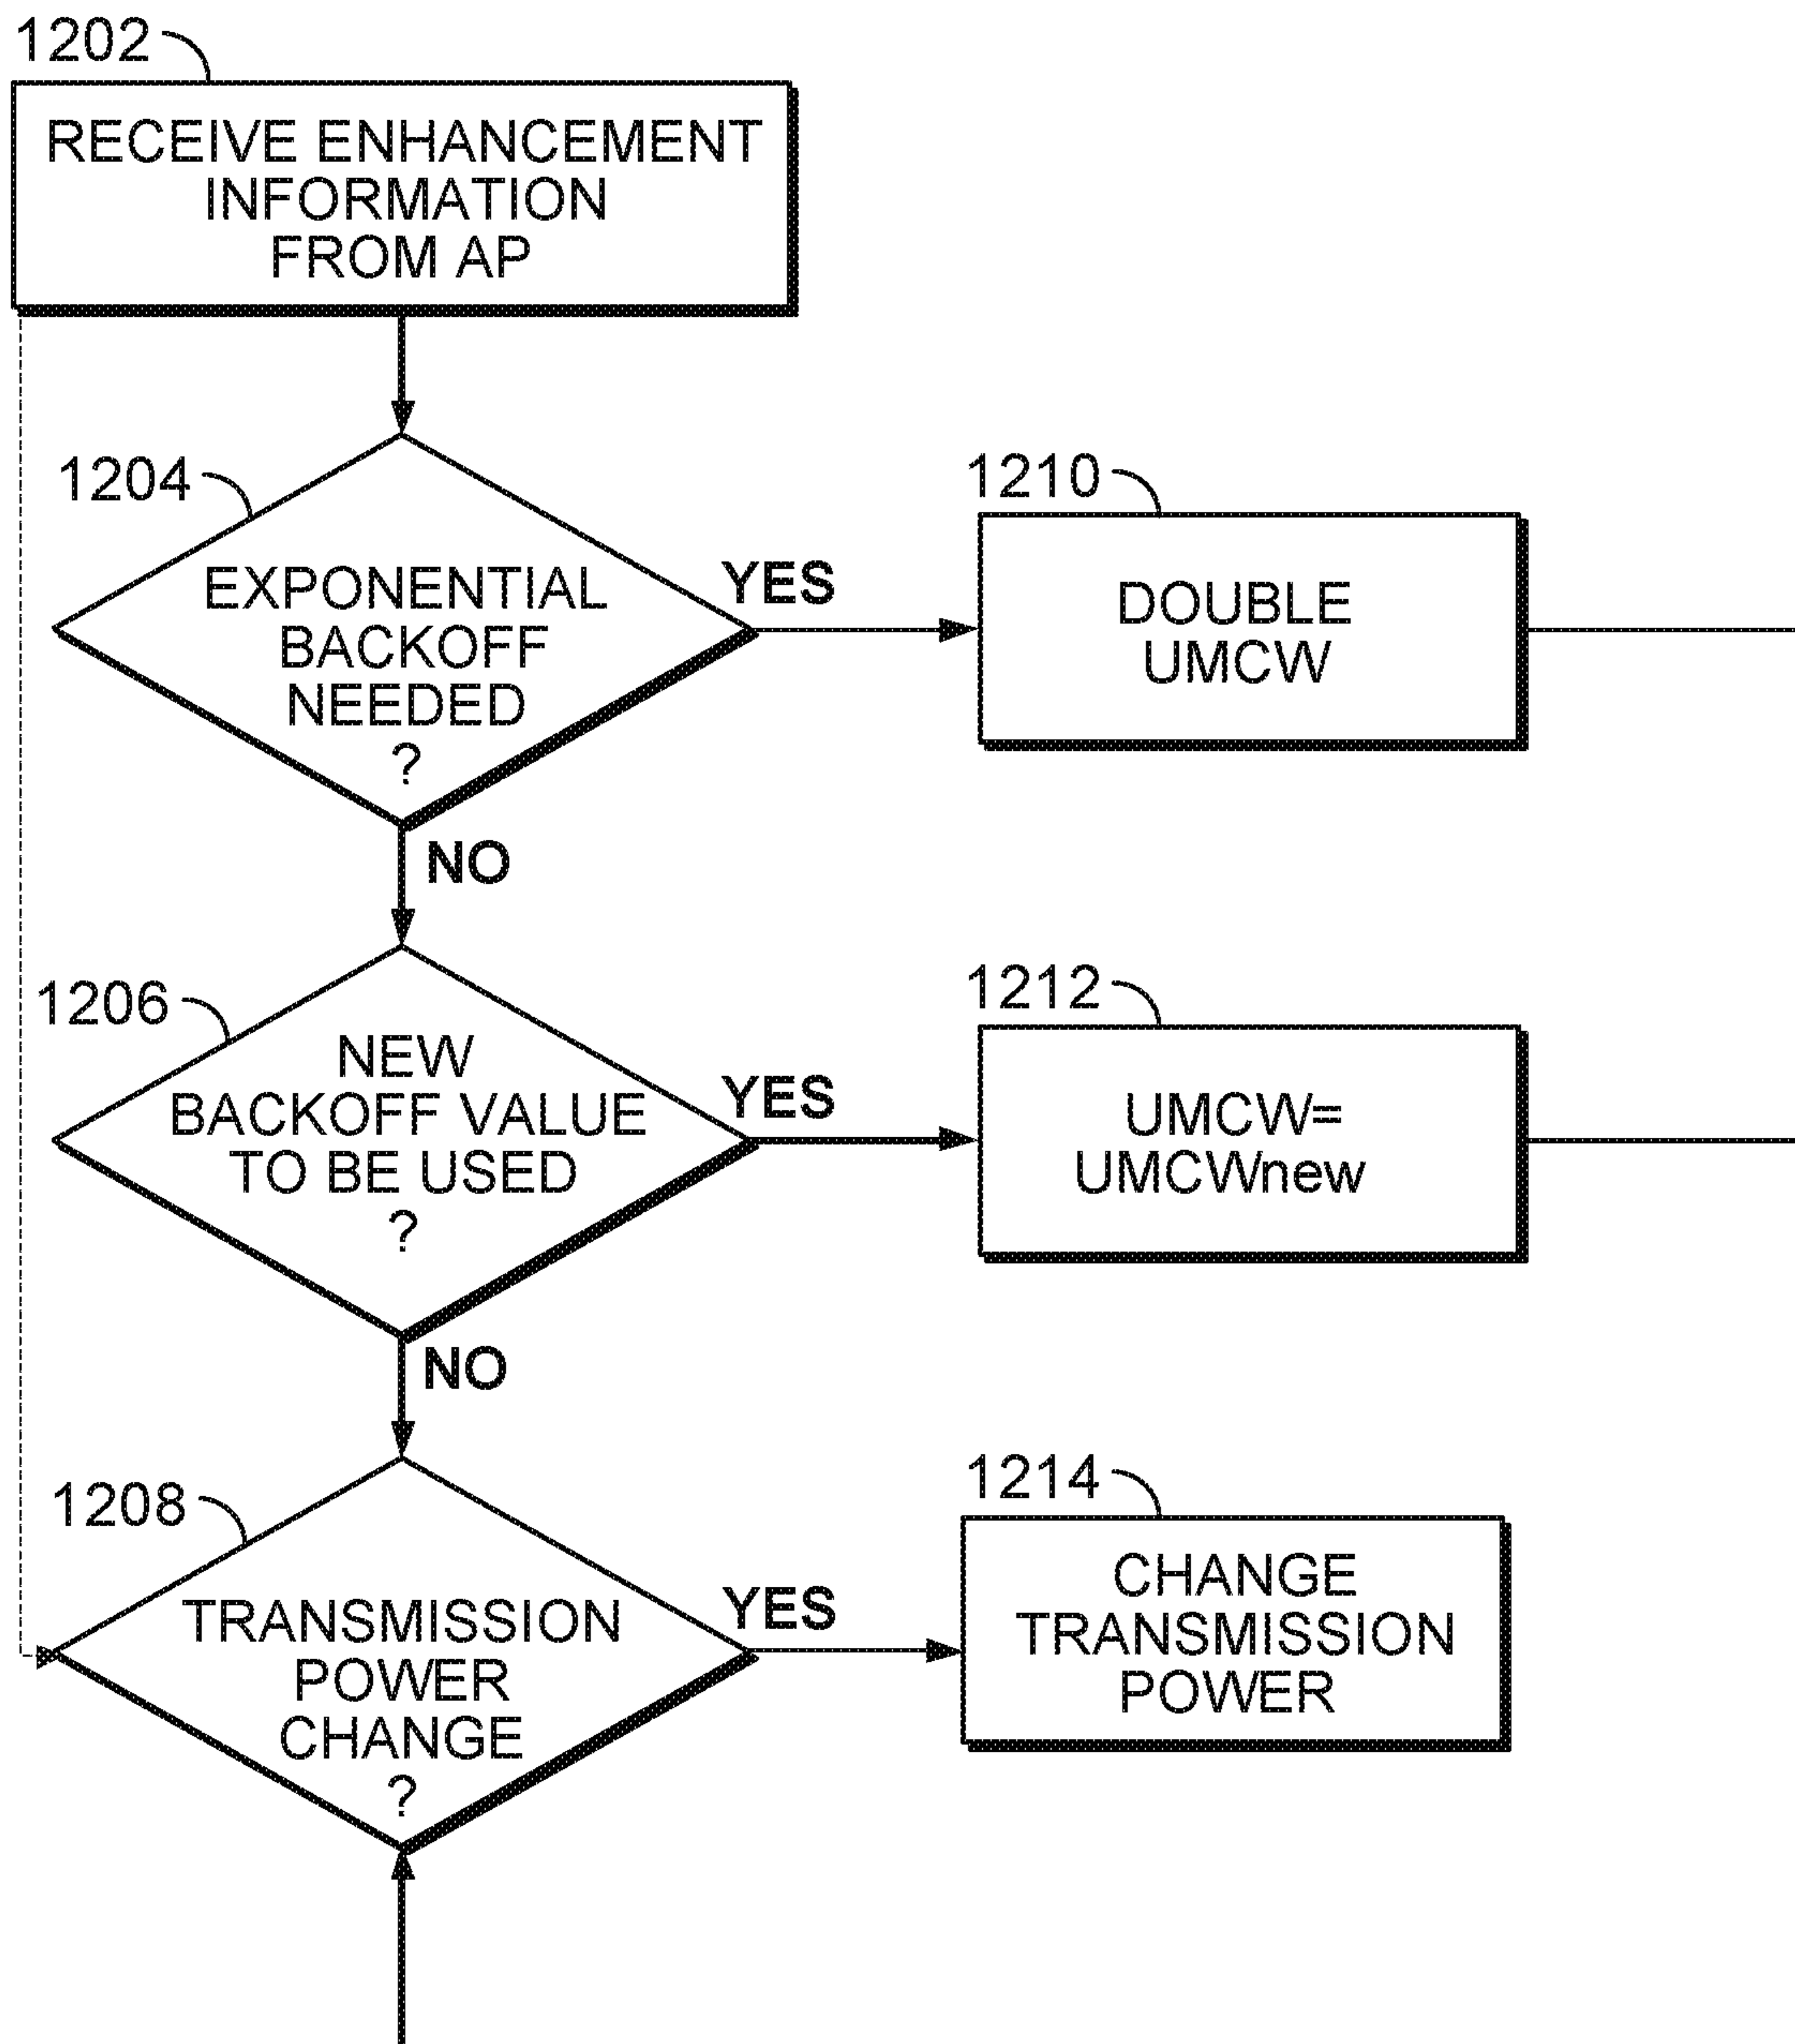 1202
RECEIVE ENHANCEMENT
INFORMATION
FROM AP
1204
EXPONENTIAL
BACKOFF
NEEDED
?
YES
1210
DOUBLE
UMCW
NO
1206
NEW
BACKOFF VALUE
TO BE USED
?
YES
1212
UMCW=
UMCWnew
NO
1208
TRANSMISSION
POWER
CHANGE
?
YES
1214
CHANGE
TRANSMISSION
POWER